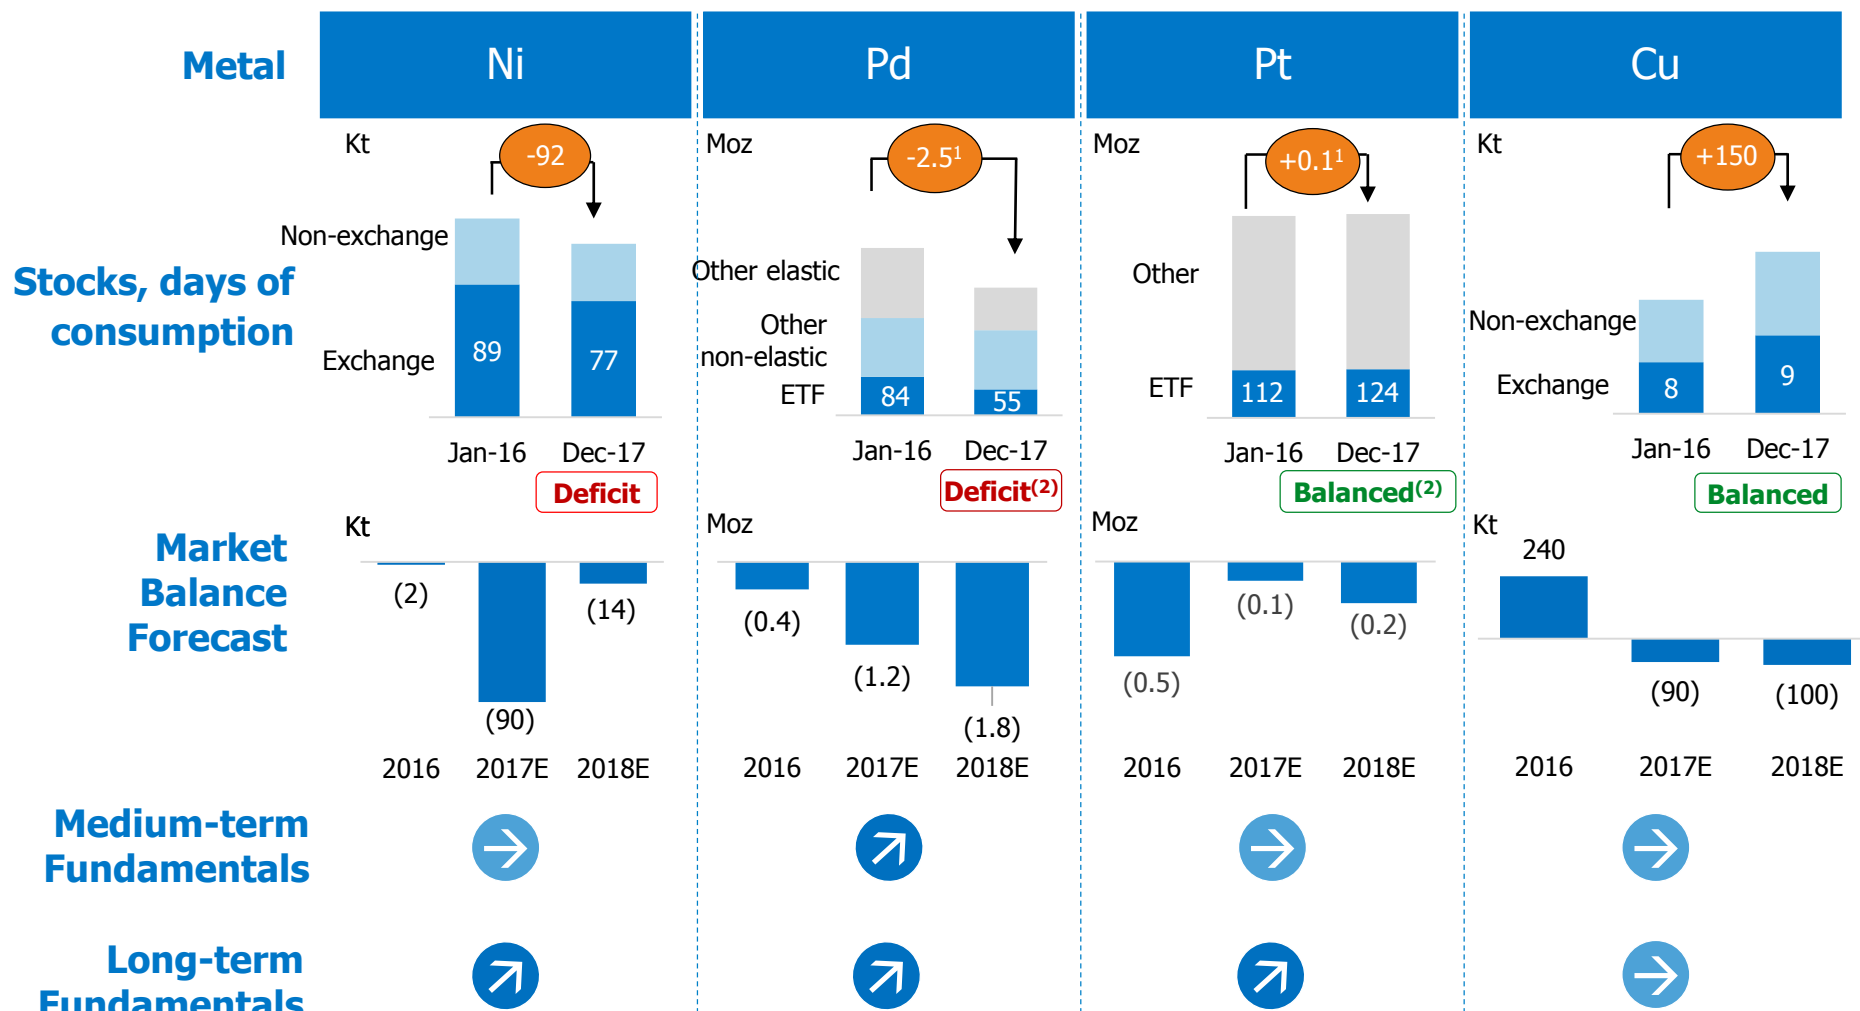 Metal
Ni
Pd
Pt
Cu
Stocks, days of
consumption
Kt
-92
Non-exchange
Exchange
89
77
Jan-16
Dec-17
Deficit
Moz
-2.5¹
Other elastic
Other
non-elastic
ETF
84
55
Jan-16
Dec-17
Deficit(2)
Moz
+0.1¹
Other
ETF
112
124
Jan-16
Dec-17
Balanced(2)
Kt
+150
Non-exchange
Exchange
8
9
Jan-16
Dec-17
Balanced
Market
Balance
Forecast
Kt
(2)
(90)
(14)
2016
2017E
2018E
Moz
(0.4)
(1.2)
(1.8)
2016
2017E
2018E
Moz
(0.5)
(0.1)
(0.2)
2016
2017E
2018E
Kt
240
(90)
(100)
2016
2017E
2018E
Medium-term
Fundamentals
Long-term
Fundamentals